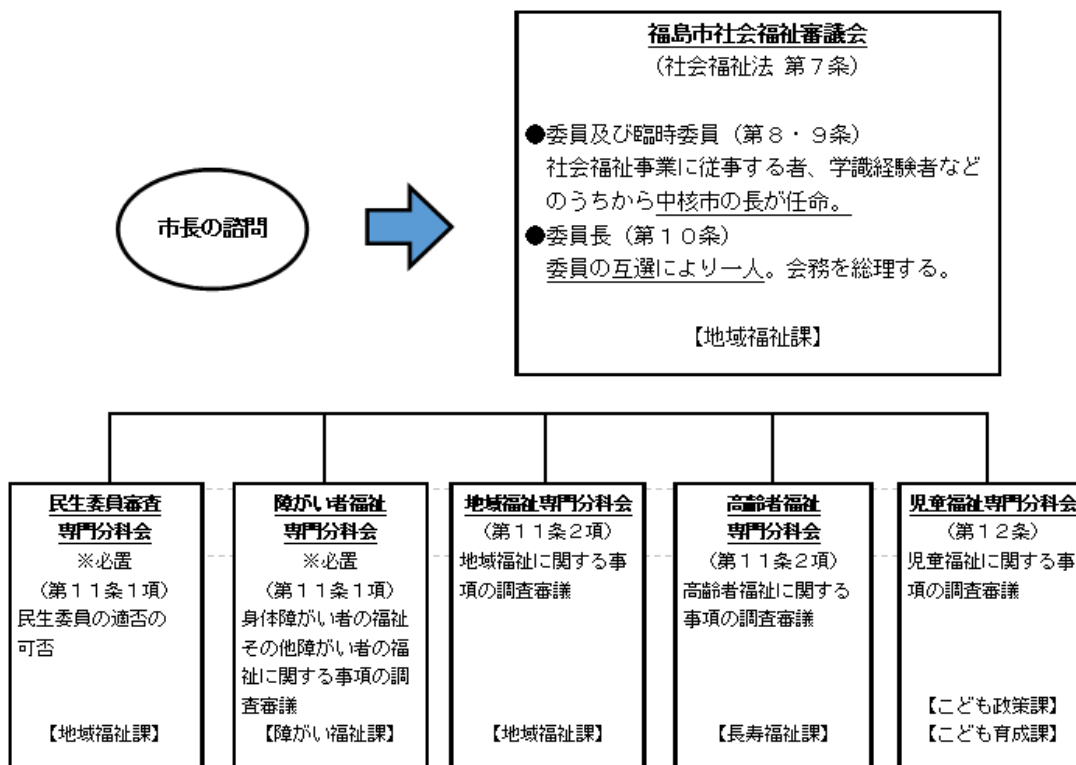 福島市社会福祉審議会
（社会福祉法 第７条）
●委員及び臨時委員（第８・９条）
社会福祉事業に従事する者、学識経験者など
のうちから中核市の長が任命。
●委員長（第１０条）
委員の互選により一人。会務を総理する。
【地域福祉課】
市長の諮問
民生委員審査
専門分科会
※必置
（第１１条１項）
民生委員の適否の
可否
【地域福祉課】
障がい者福祉
専門分科会
※必置
（第１１条１項）
身体障がい者の福祉
その他障がい者の福
祉に関する事項の調
査審議
【障がい福祉課】
地域福祉専門分科会
（第１１条２項）
地域福祉に関する事
項の調査審議
【地域福祉課】
高齢者福祉
専門分科会
（第１１条２項）
高齢者福祉に関する
事項の調査審議
【長寿福祉課】
児童福祉専門分科会
（第１２条）
児童福祉に関する事
項の調査審議
【こども政策課】
【こども育成課】